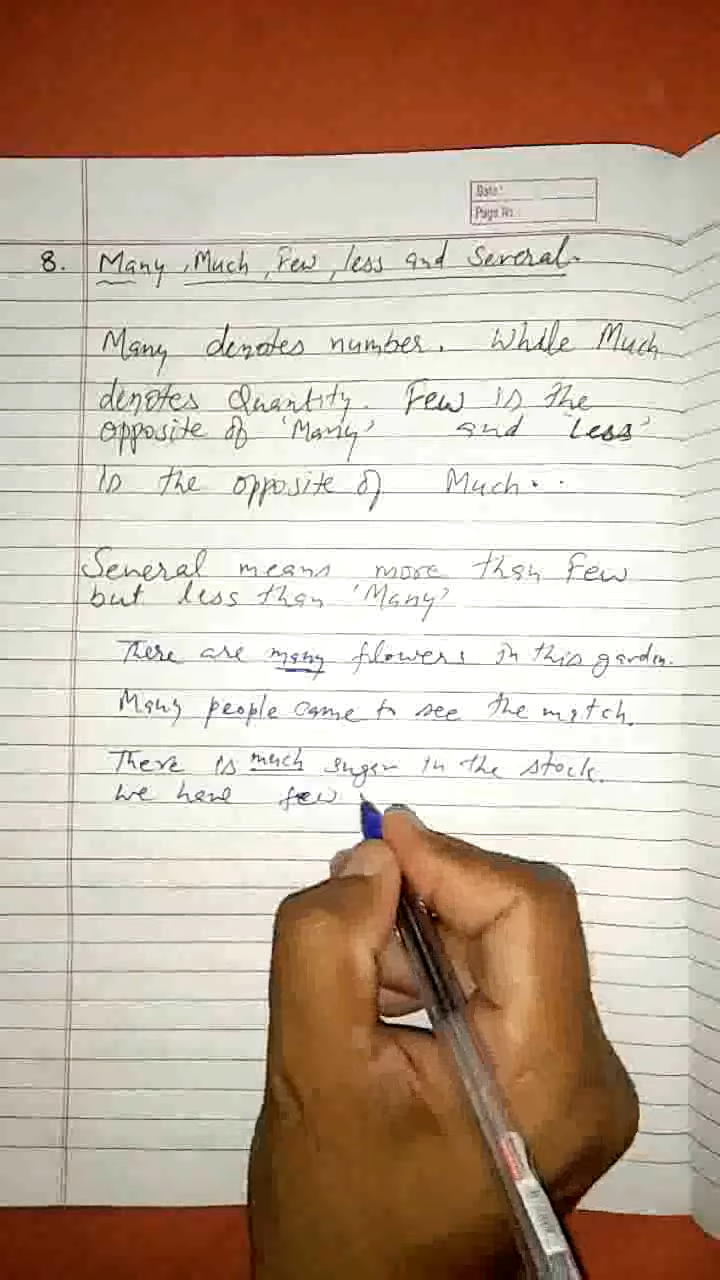 Date:
Page No.:
8. Many, Much, Few, less and Several.
Many denotes number. While Much
denotes Quantity. Few is the
opposite of 'Many' and 'Less'
is the opposite of Much..
Several means more than Few
but less than 'Many'
There are many flowers in this garden.
Many people came to see the match.
There is much sugar in the stock.
We have few